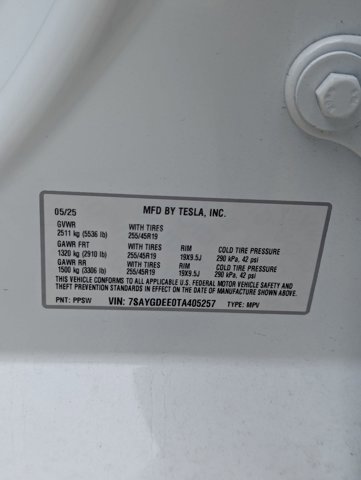 05/25 MFD BY TESLA, INC.
GVWR WITH TIRES
2511 kg (5536 lb) 255/45R19
GAWR FRT WITH TIRES RIM COLD TIRE PRESSURE
1320 kg (2910 lb) 255/45R19 19X9.5J 290 kPa, 42 psi
GAWR RR WITH TIRES RIM COLD TIRE PRESSURE
1500 kg (3306 lb) 255/45R19 19X9.5J 290 kPa, 42 psi
THIS VEHICLE CONFORMS TO ALL APPLICABLE U.S. FEDERAL MOTOR VEHICLE SAFETY AND
THEFT PREVENTION STANDARDS IN EFFECT ON THE DATE OF MANUFACTURE SHOWN ABOVE.
PNT: PPSW VIN: 7SAYGDEE0TA405257 TYPE: MPV